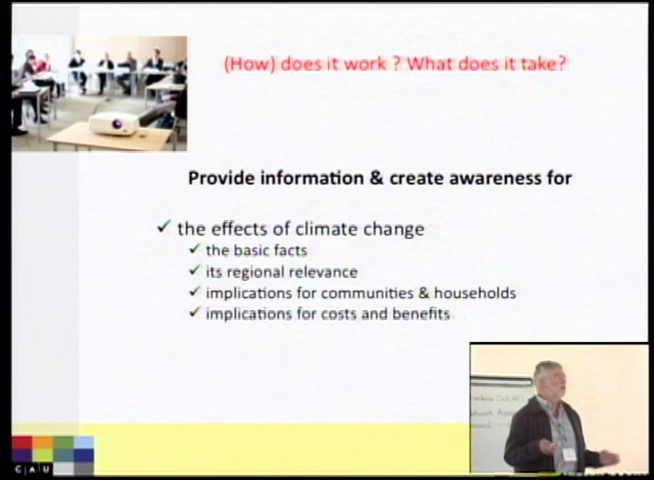 (How) does it work ? What does it take?
Provide information & create awareness for
✓ the effects of climate change
✓ the basic facts
✓ its regional relevance
✓ implications for communities & households
✓ implications for costs and benefits
C|A|U